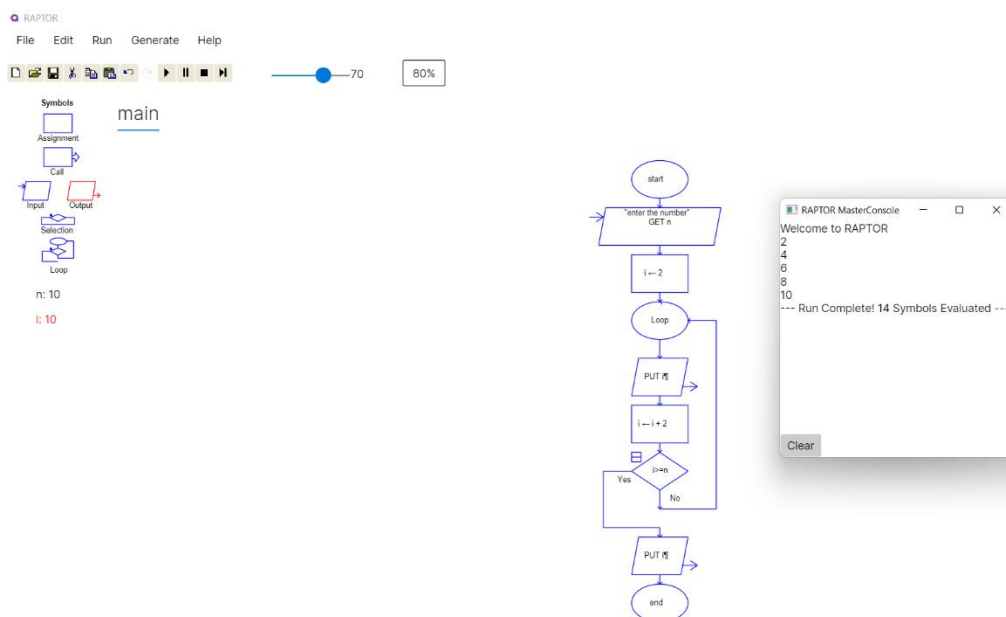 RAPTOR
File Edit Run Generate Help
70
80%
Symbols
Assignment
Call
Input Output
Selection
Loop
n: 10
i: 10
main
start
"enter the number"
GET n
i ← 2
Loop
PUT i¶
i ← i + 2
i>=n
Yes
No
PUT i¶
end
RAPTOR MasterConsole
Welcome to RAPTOR
2
4
6
8
10
--- Run Complete! 14 Symbols Evaluated ---
Clear